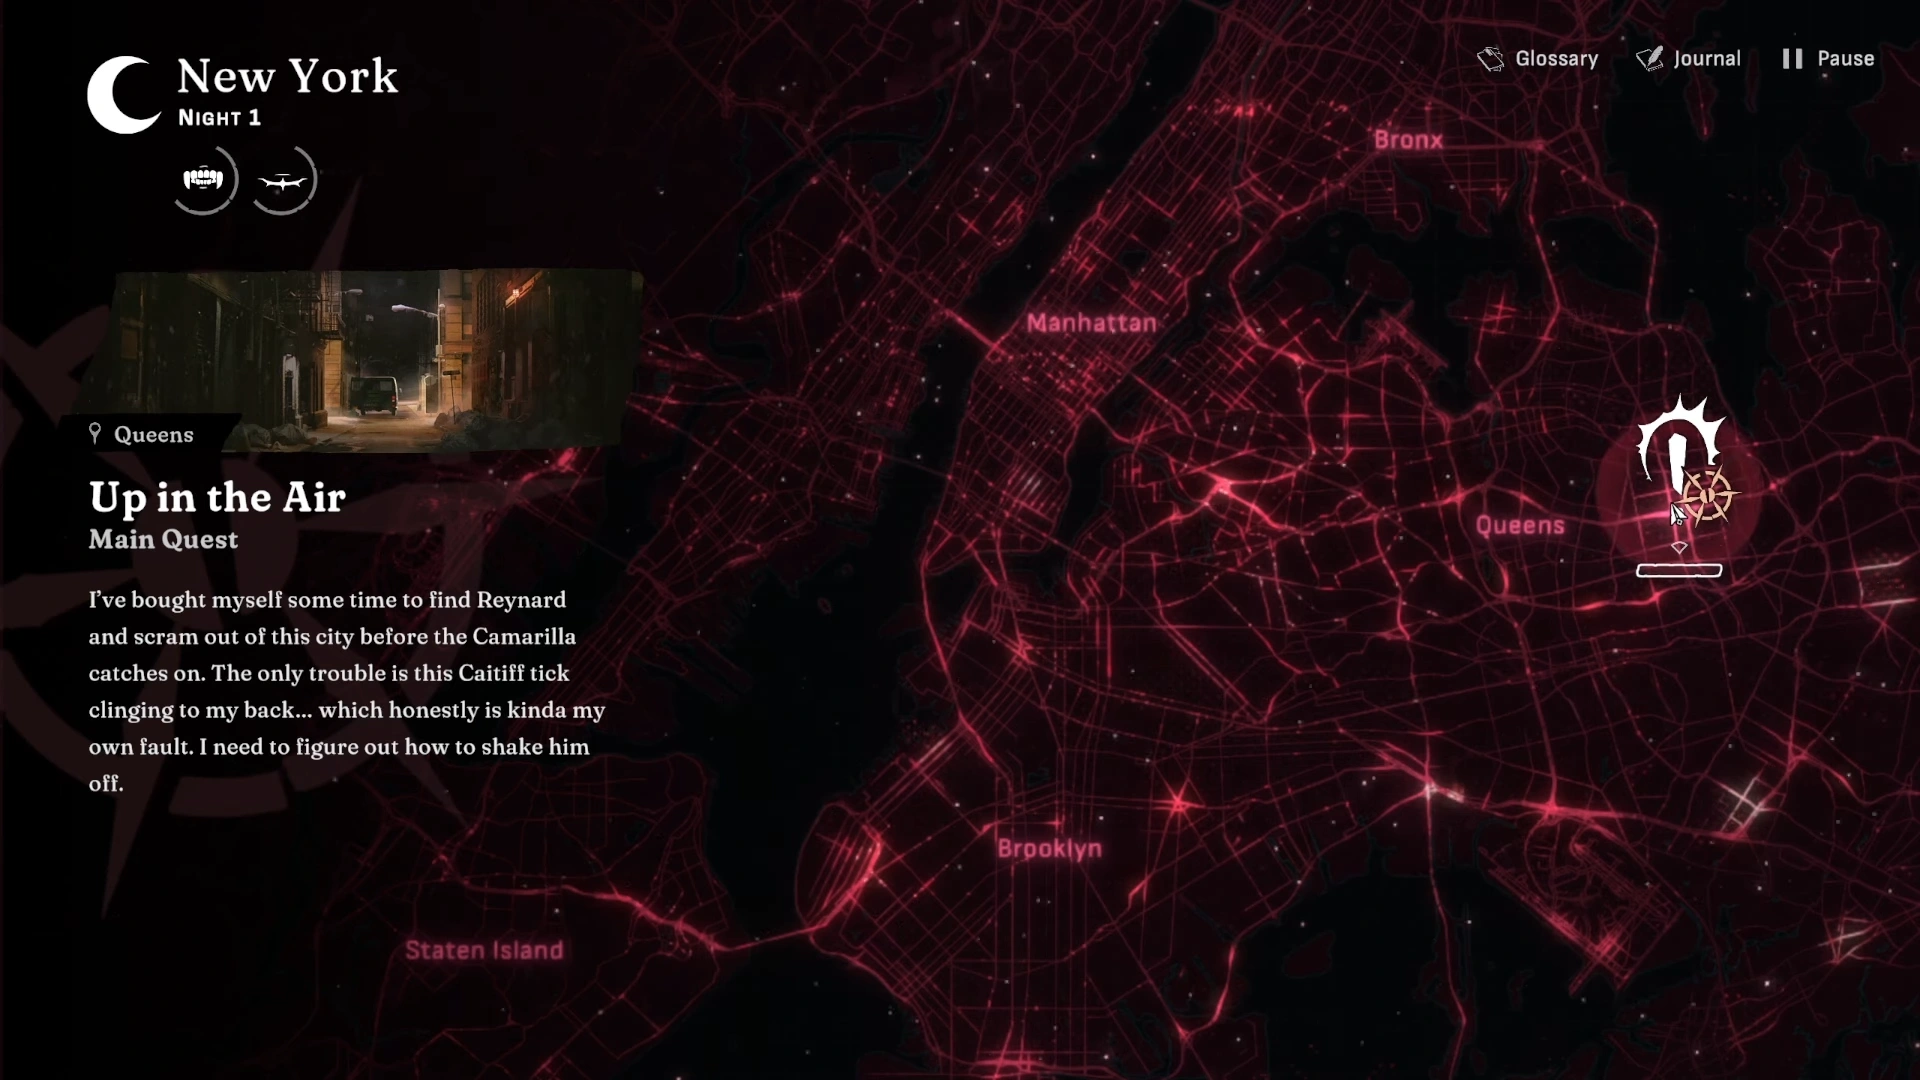 New York
NIGHT 1
Glossary
Journal
Pause
Bronx
Manhattan
Queens
Queens
Up in the Air
Main Quest
I've bought myself some time to find Reynard
and scram out of this city before the Camarilla
catches on. The only trouble is this Caitiff tick
clinging to my back... which honestly is kinda my
own fault. I need to figure out how to shake him
off.
Brooklyn
Staten Island